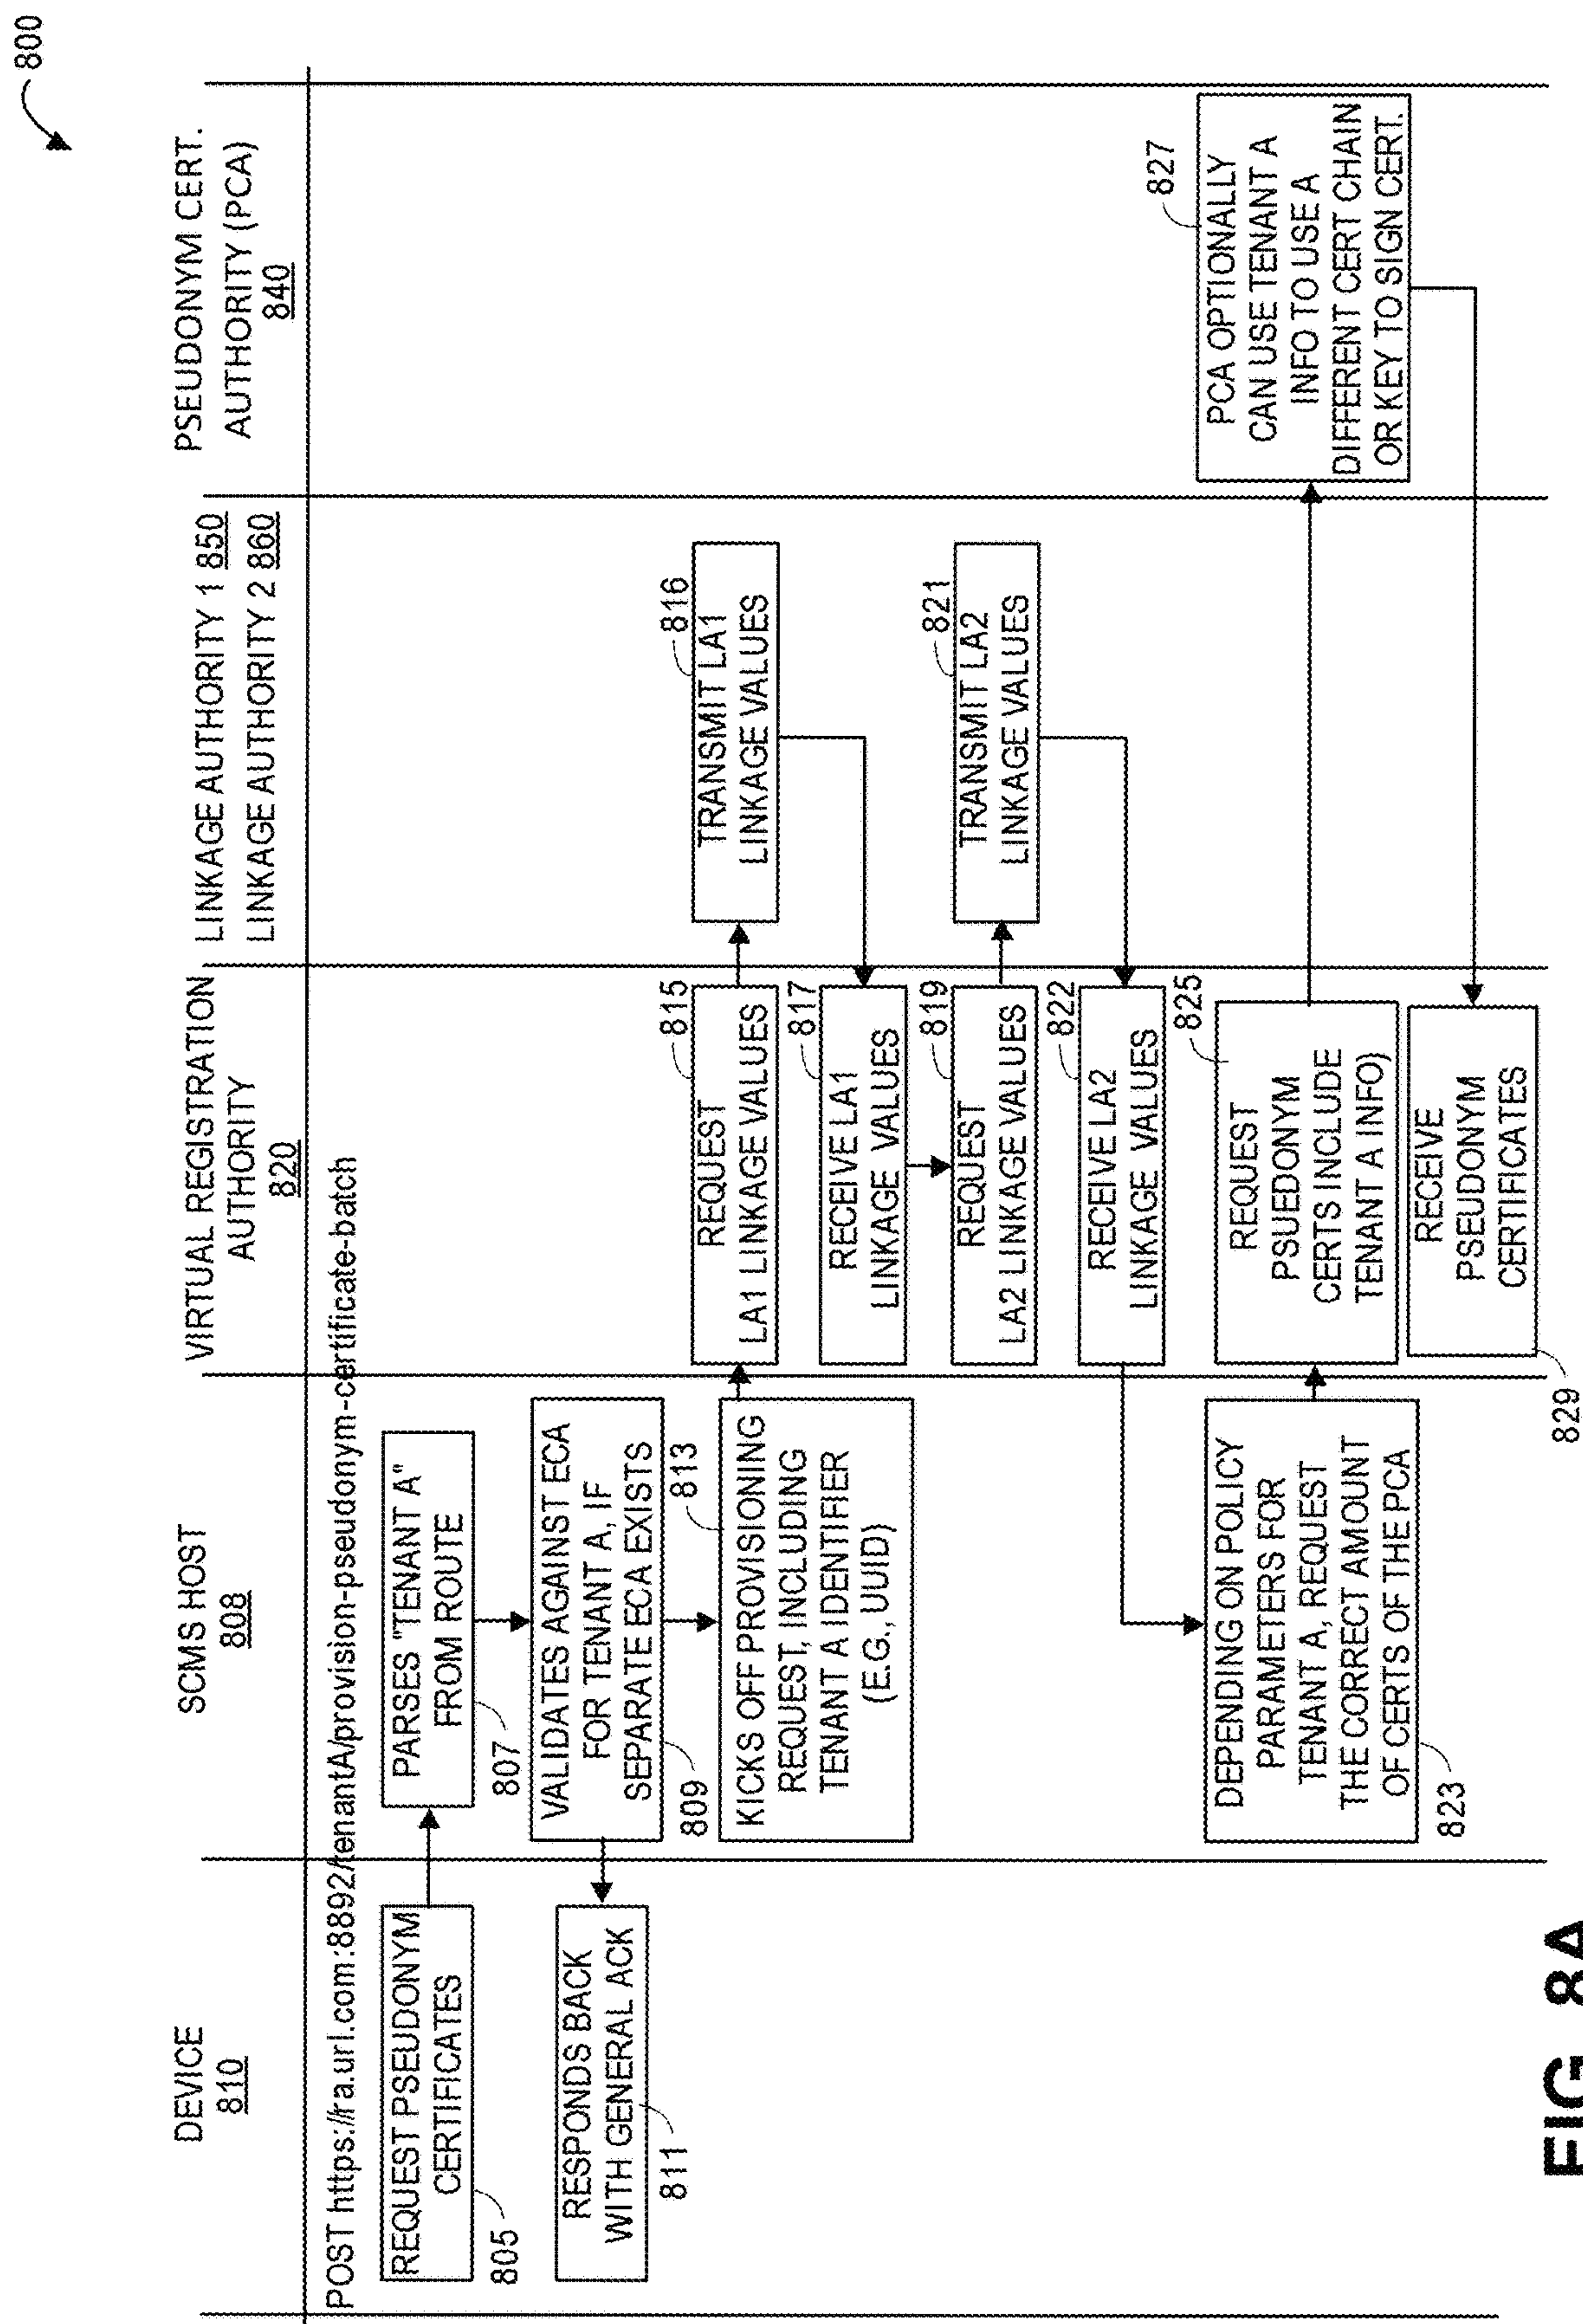 800
DEVICE
810
SCMS HOST
808
VIRTUAL REGISTRATION
AUTHORITY
820
LINKAGE AUTHORITY 1 850
LINKAGE AUTHORITY 2 860
PSEUDONYM CERT.
AUTHORITY (PCA)
840
POST https://ra.url.com:8892/tenantA/provision-pseudonym-certificate-batch
REQUEST PSEUDONYM
CERTIFICATES
805
PARSES "TENANT A"
FROM ROUTE
807
VALIDATES AGAINST ECA
FOR TENANT A, IF
SEPARATE ECA EXISTS
809
RESPONDS BACK
WITH GENERAL ACK
811
KICKS OFF PROVISIONING
REQUEST, INCLUDING
TENANT A IDENTIFIER
(E.G., UUID)
813
REQUEST
LA1 LINKAGE VALUES
815
TRANSMIT LA1
LINKAGE VALUES
816
RECEIVE LA1
LINKAGE VALUES
817
REQUEST
LA2 LINKAGE VALUES
819
TRANSMIT LA2
LINKAGE VALUES
821
RECEIVE LA2
LINKAGE VALUES
822
DEPENDING ON POLICY
PARAMETERS FOR
TENANT A, REQUEST
THE CORRECT AMOUNT
OF CERTS OF THE PCA
823
REQUEST
PSUEDONYM
CERTS INCLUDE
TENANT A INFO)
825
PCA OPTIONALLY
CAN USE TENANT A
INFO TO USE A
DIFFERENT CERT CHAIN
OR KEY TO SIGN CERT.
827
RECEIVE
PSEUDONYM
CERTIFICATES
829
FIG. 8A